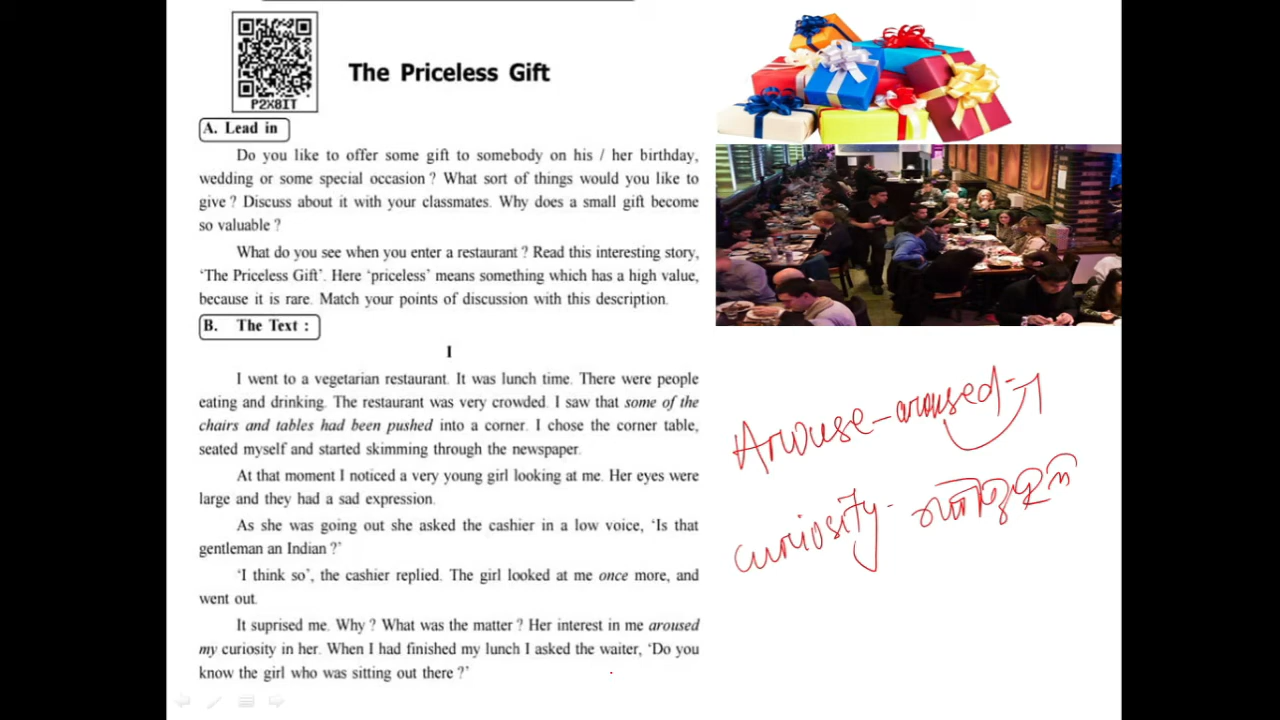 P2X8IT
The Priceless Gift
A. Lead in
Do you like to offer some gift to somebody on his / her birthday,
wedding or some special occasion ? What sort of things would you like to
give ? Discuss about it with your classmates. Why does a small gift become
so valuable ?
What do you see when you enter a restaurant ? Read this interesting story,
‘The Priceless Gift’. Here ‘priceless’ means something which has a high value,
because it is rare. Match your points of discussion with this description.
B. The Text :
I
I went to a vegetarian restaurant. It was lunch time. There were people
eating and drinking. The restaurant was very crowded. I saw that some of the
chairs and tables had been pushed into a corner. I chose the corner table,
seated myself and started skimming through the newspaper.
At that moment I noticed a very young girl looking at me. Her eyes were
large and they had a sad expression.
As she was going out she asked the cashier in a low voice, ‘Is that
gentleman an Indian ?’
‘I think so’, the cashier replied. The girl looked at me once more, and
went out.
It suprised me. Why ? What was the matter ? Her interest in me aroused
my curiosity in her. When I had finished my lunch I asked the waiter, ‘Do you
know the girl who was sitting out there ?’
Arouse - aroused -
curiosity -